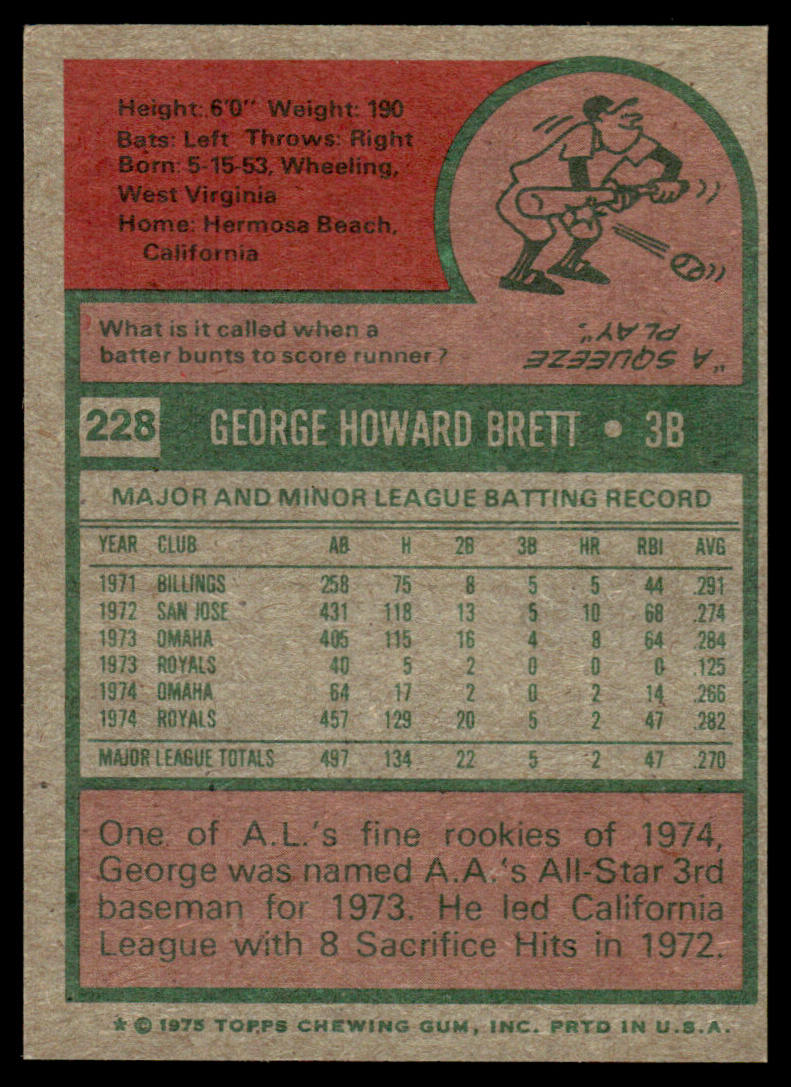 Height: 6'0" Weight: 190
Bats: Left Throws: Right
Born: 5-15-53, Wheeling,
West Virginia
Home: Hermosa Beach,
California
What is it called when a
batter bunts to score runner?
"A SQUEEZE
PLAY".
228 GEORGE HOWARD BRETT • 3B
MAJOR AND MINOR LEAGUE BATTING RECORD
YEAR CLUB AB H 2B 3B HR RBI AVG
1971 BILLINGS 258 75 8 5 5 44 .291
1972 SAN JOSE 431 118 13 5 10 68 .274
1973 OMAHA 405 115 16 4 8 64 .284
1973 ROYALS 40 5 2 0 0 0 .125
1974 OMAHA 64 17 2 0 2 14 .266
1974 ROYALS 457 129 20 5 2 47 .282
MAJOR LEAGUE TOTALS 497 134 22 5 2 47 .270
One of A.L.'s fine rookies of 1974,
George was named A.A.'s All-Star 3rd
baseman for 1973. He led California
League with 8 Sacrifice Hits in 1972.
* © 1975 TOPPS CHEWING GUM, INC. PRTD IN U.S.A.